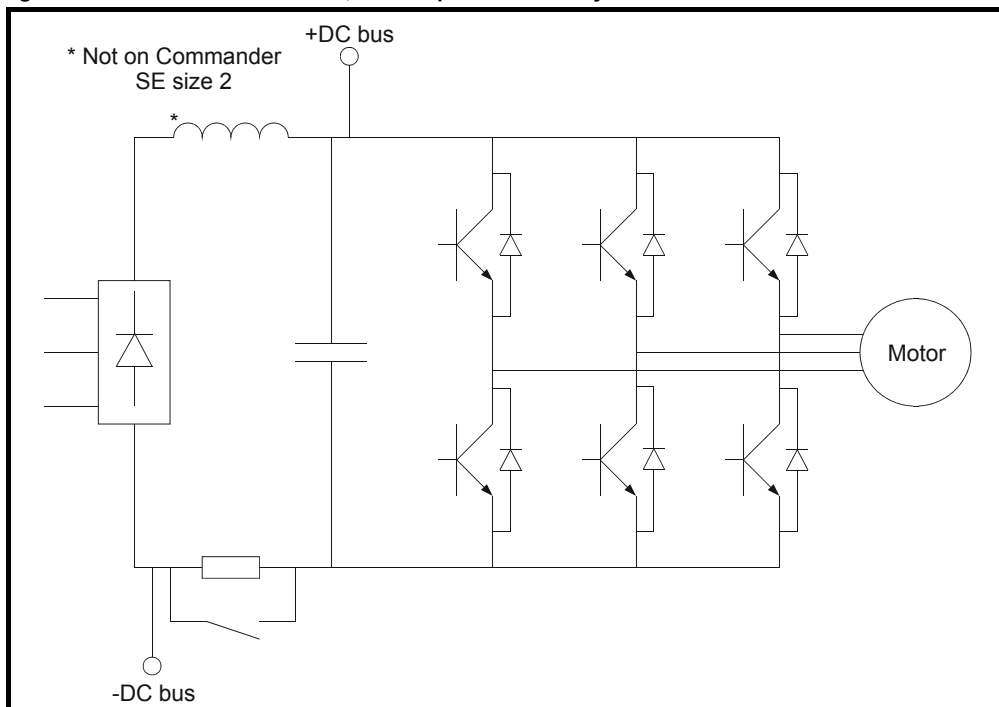 +DC bus
* Not on Commander
SE size 2
*
Motor
-DC bus